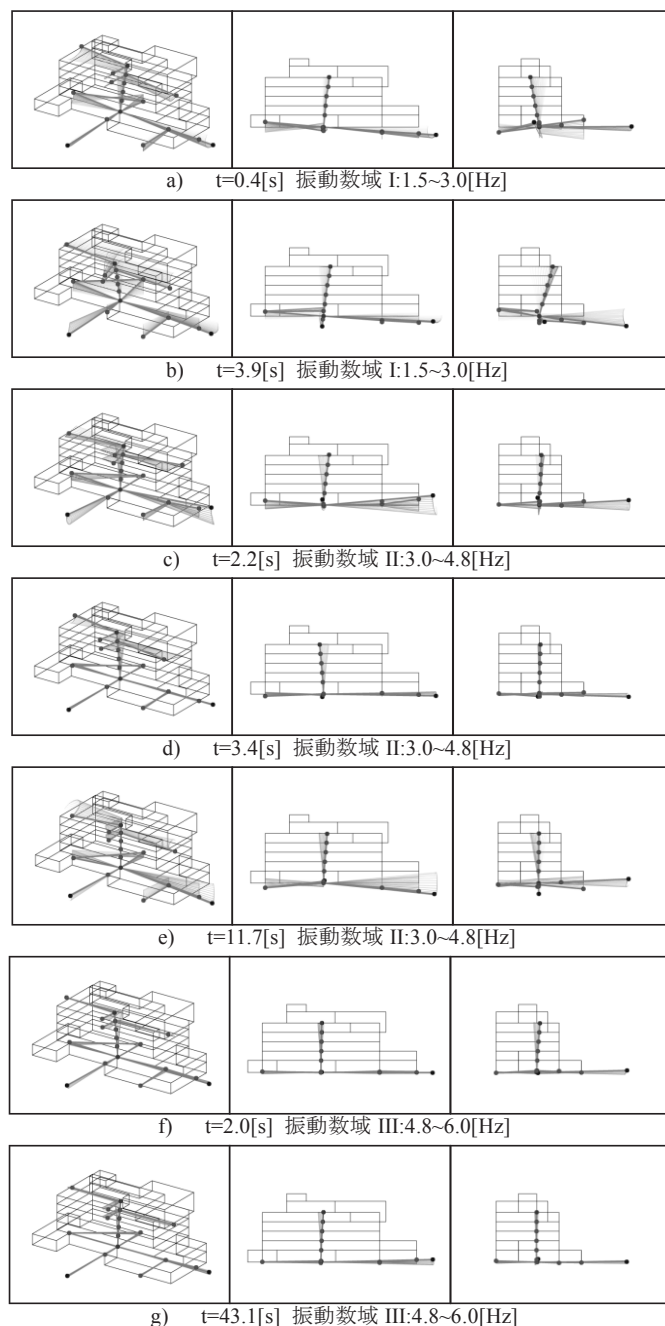 a) t=0.4[s] 振動数域 I:1.5~3.0[Hz]
b) t=3.9[s] 振動数域 I:1.5~3.0[Hz]
c) t=2.2[s] 振動数域 II:3.0~4.8[Hz]
d) t=3.4[s] 振動数域 II:3.0~4.8[Hz]
e) t=11.7[s] 振動数域 II:3.0~4.8[Hz]
f) t=2.0[s] 振動数域 III:4.8~6.0[Hz]
g) t=43.1[s] 振動数域 III:4.8~6.0[Hz]